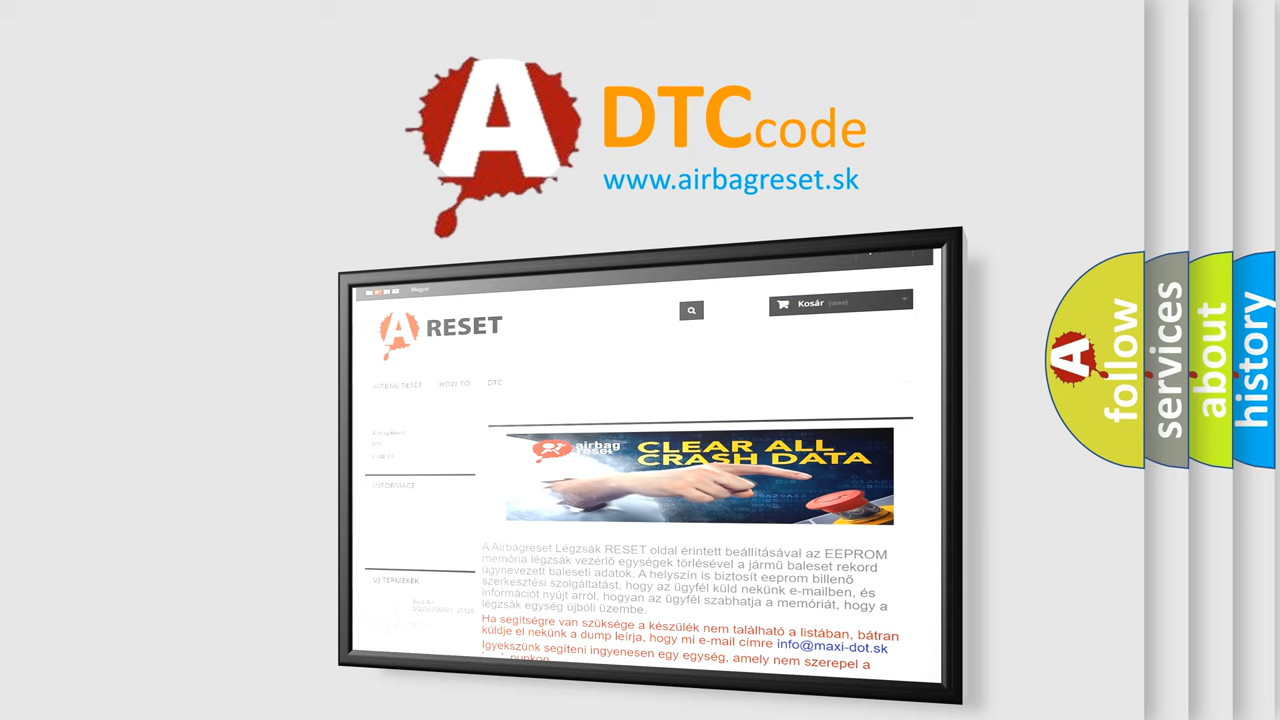 A DTCcode
www.airbagreset.sk
Magyar
Kosár (üres)
A RESET
AIRBAG RESET HOW TO DTC
INFORMACE
airbag
reset
CLEAR ALL
CRASH DATA
A Airbagreset Légzsák RESET oldal érintett beállításával az EEPROM
memória légzsák vezérlő egységek törlésével a jármű baleset rekord
úgynevezett baleseti adatok. A helyszín is biztosít eeprom billenő
szerkesztési szolgáltatást, hogy az ügyfél küld nekünk e-mailben, és
információt nyújt arról, hogyan az ügyfél szabhatja a memóriát, hogy a
légzsák egység újbóli üzembe.
Ha segítségre van szüksége a készülék nem található a listában, bátran
küldje el nekünk a dump leírja, hogy mi e-mail címre info@maxi-dot.sk
Igyekszünk segíteni ingyenesen egy egység, amely nem szerepel a
ÚJ TERMÉKEK
A follow
services
about
history